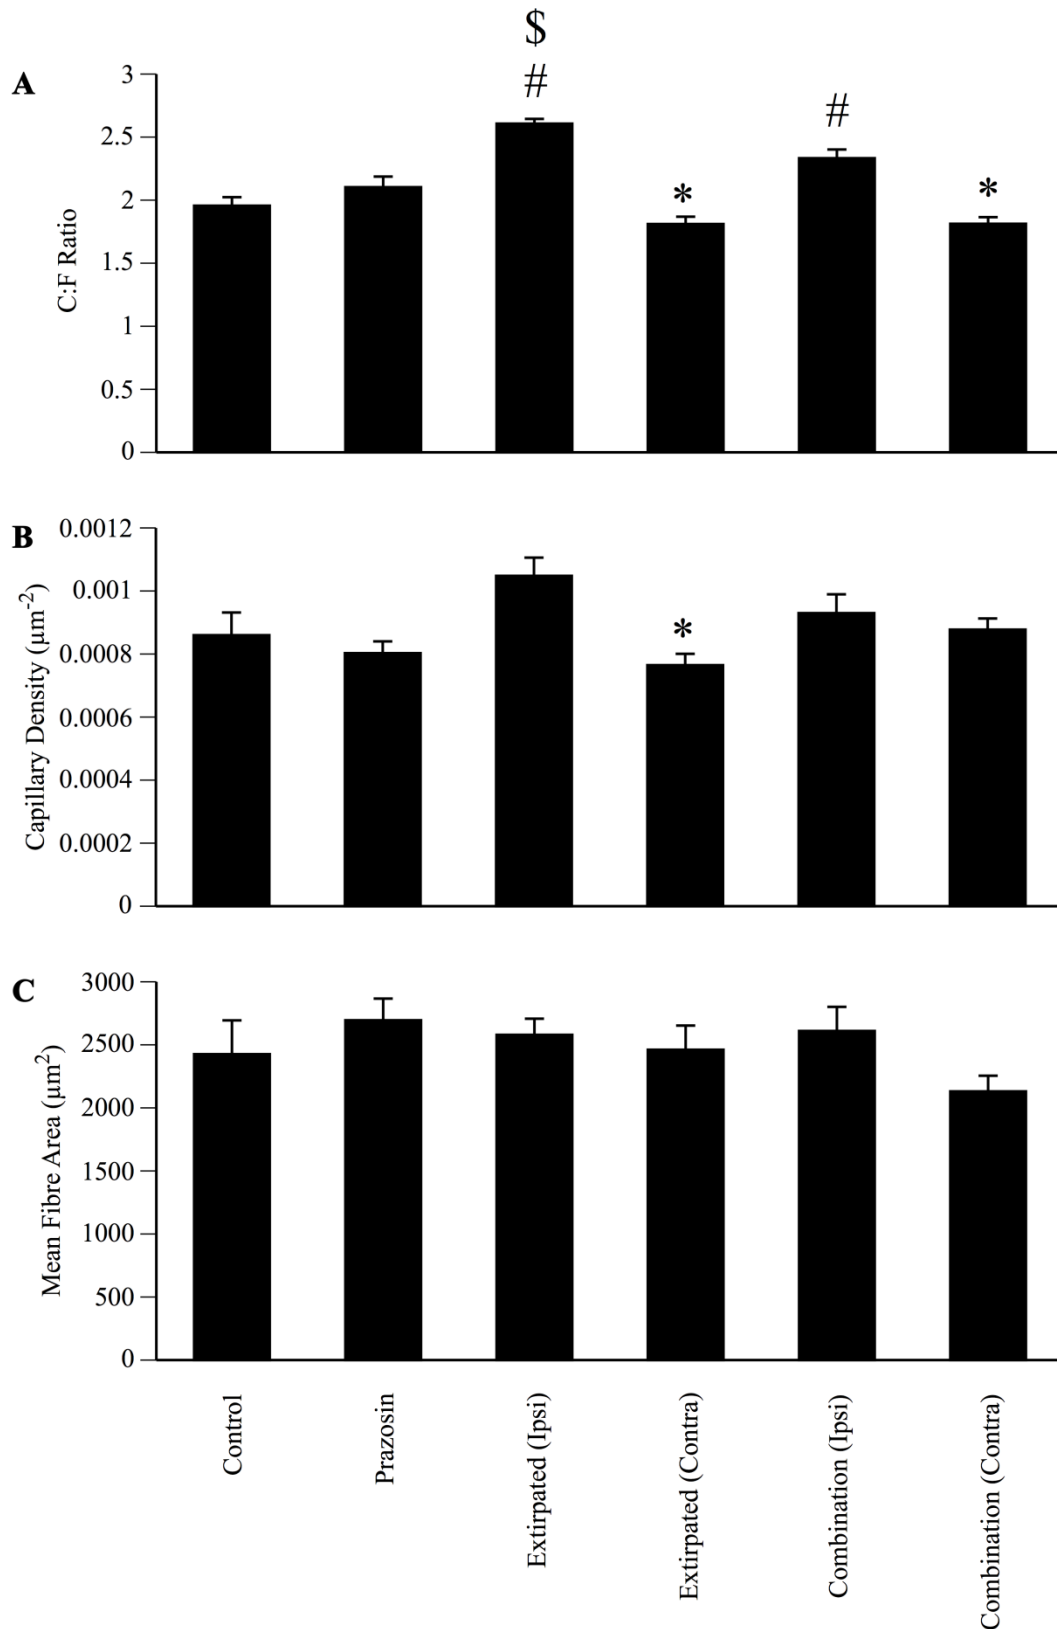 $
#
#
*
*
A
3
2.5
2
1.5
1
0.5
0
C:F Ratio
B
0.0012
0.001
0.0008
0.0006
0.0004
0.0002
0
Capillary Density (µm⁻²)
*
C
3000
2500
2000
1500
1000
500
0
Mean Fibre Area (µm²)
Control
Prazosin
Extirpated (Ipsi)
Extirpated (Contra)
Combination (Ipsi)
Combination (Contra)